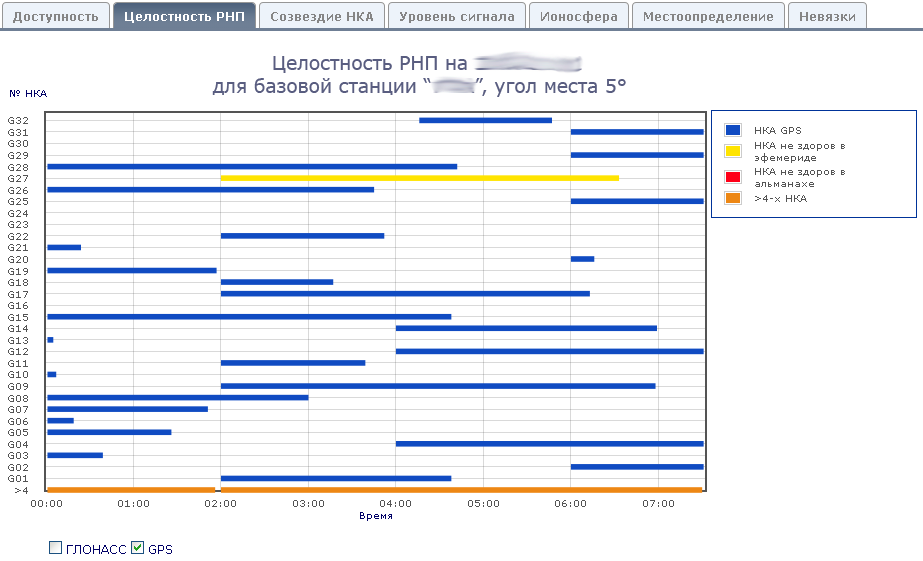 Доступность Целостность РНП Созвездие НКА Уровень сигнала Ионосфера Местоопределение Невязки
Целостность РНП на
для базовой станции “ ”, угол места 5°
№ НКА
G32
G31
G30
G29
G28
G27
G26
G25
G24
G23
G22
G21
G20
G19
G18
G17
G16
G15
G14
G13
G12
G11
G10
G09
G08
G07
G06
G05
G04
G03
G02
G01
>4
00:00 01:00 02:00 03:00 04:00 05:00 06:00 07:00
Время
НКА GPS
НКА не здоров в
эфемериде
НКА не здоров в
альманахе
>4-х НКА
ГЛОНАСС GPS